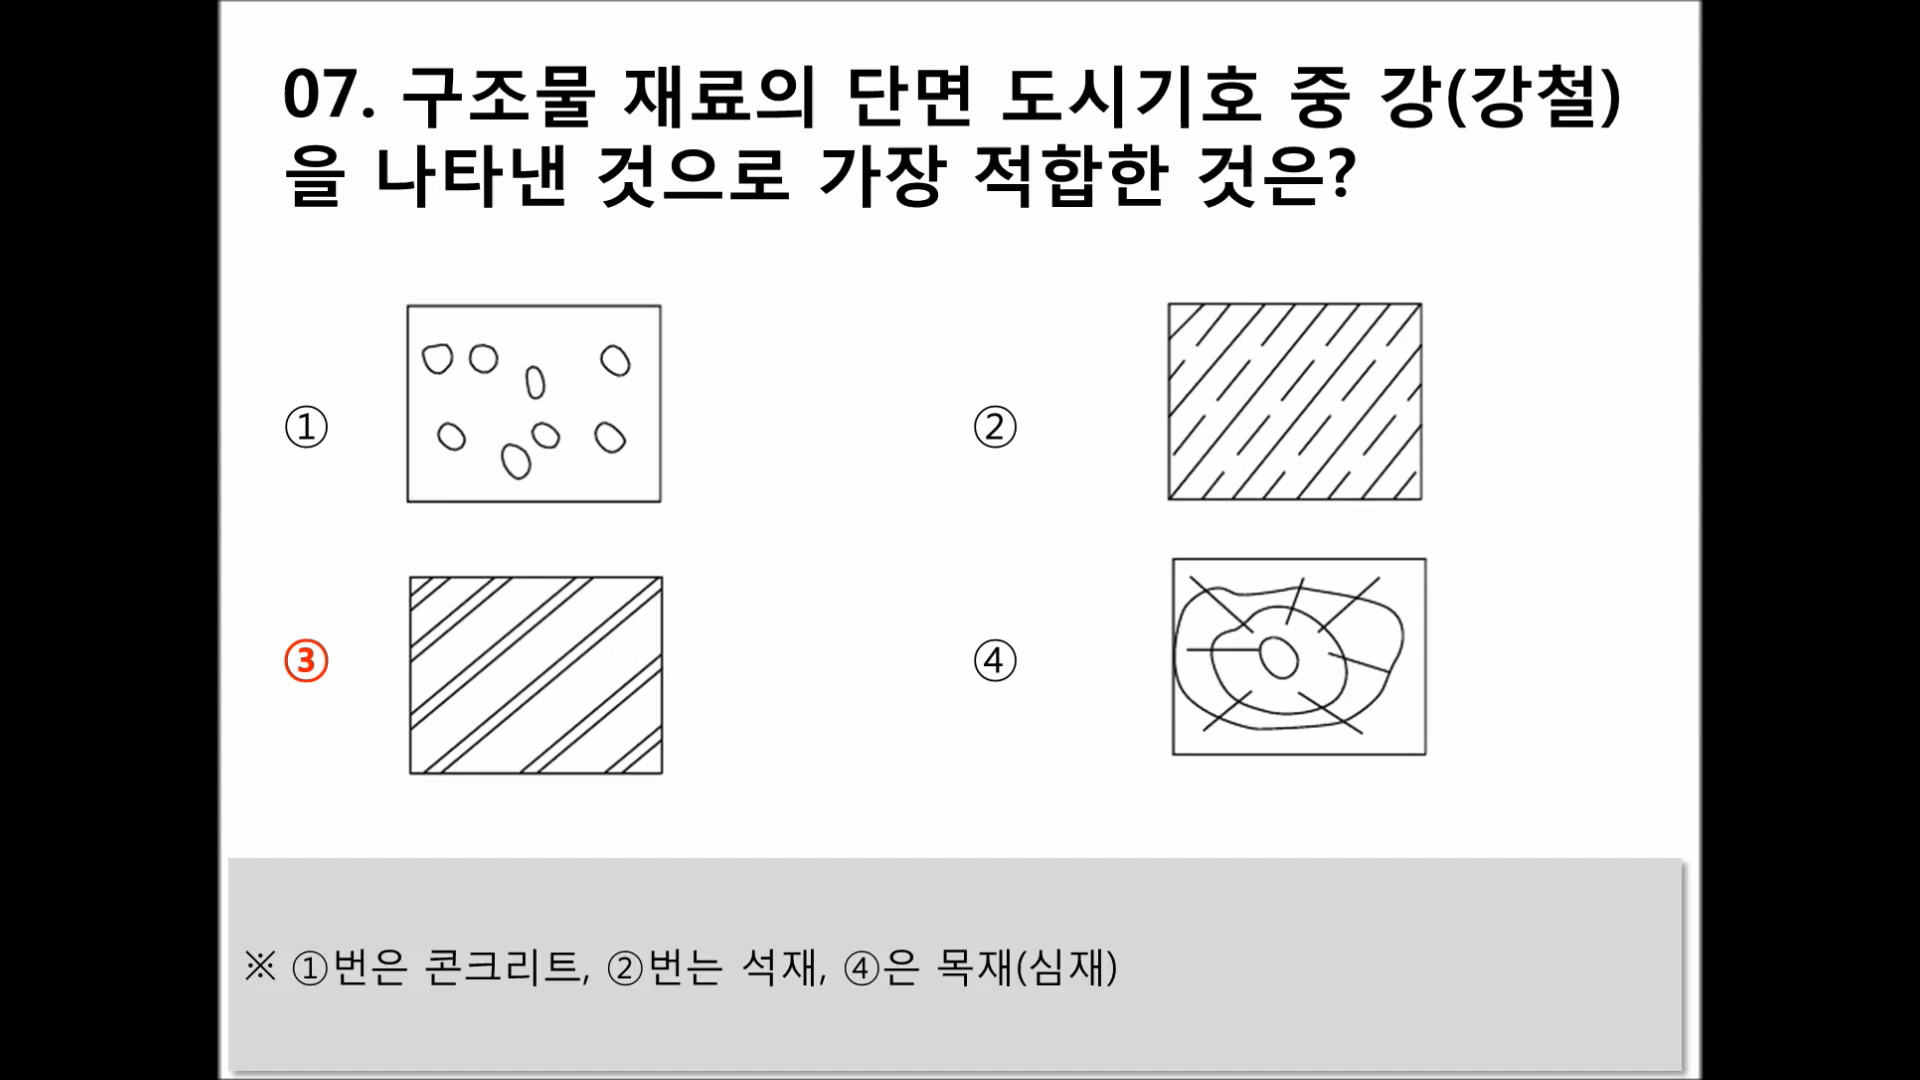 07. 구조물 재료의 단면 도시기호 중 강(강철)
을 나타낸 것으로 가장 적합한 것은?
①
②
③
④
※ ①번은 콘크리트, ②번는 석재, ④은 목재(심재)